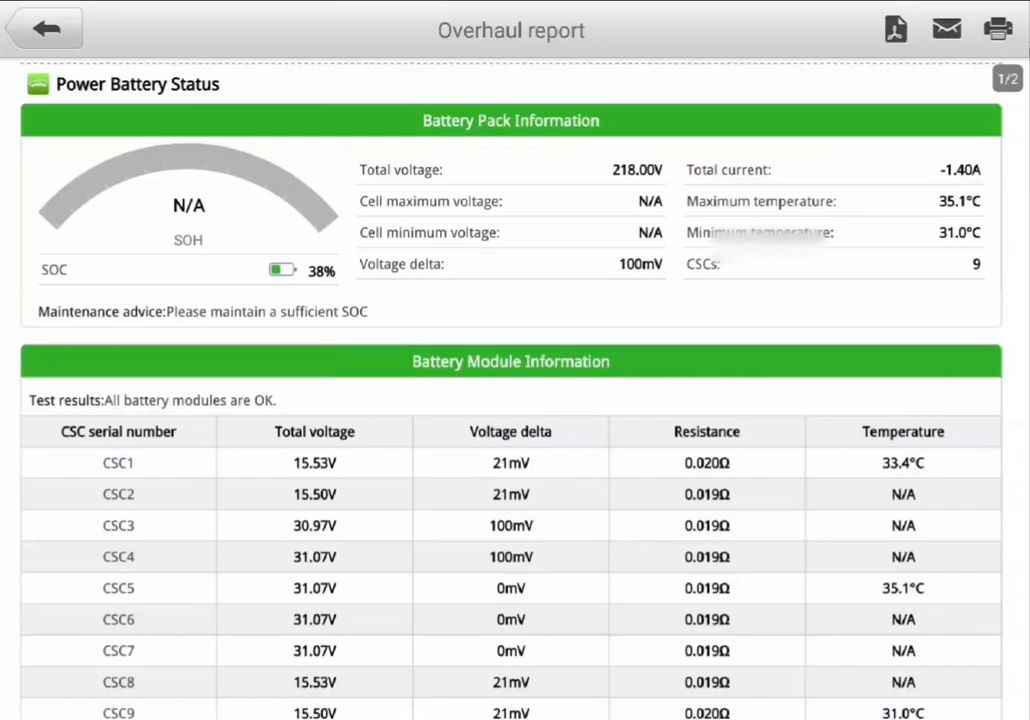 Overhaul report
Power Battery Status
1/2
Battery Pack Information
N/A
SOH
SOC 38%
Total voltage: 218.00V
Cell maximum voltage: N/A
Cell minimum voltage: N/A
Voltage delta: 100mV
Total current: -1.40A
Maximum temperature: 35.1°C
Minimum temperature: 31.0°C
CSCs: 9
Maintenance advice:Please maintain a sufficient SOC
Battery Module Information
Test results:All battery modules are OK.
CSC serial number Total voltage Voltage delta Resistance Temperature
CSC1 15.53V 21mV 0.020Ω 33.4°C
CSC2 15.50V 21mV 0.019Ω N/A
CSC3 30.97V 100mV 0.019Ω N/A
CSC4 31.07V 100mV 0.019Ω N/A
CSC5 31.07V 0mV 0.019Ω 35.1°C
CSC6 31.07V 0mV 0.019Ω N/A
CSC7 31.07V 0mV 0.019Ω N/A
CSC8 15.53V 21mV 0.019Ω N/A
CSC9 15.50V 21mV 0.020Ω 31.0°C